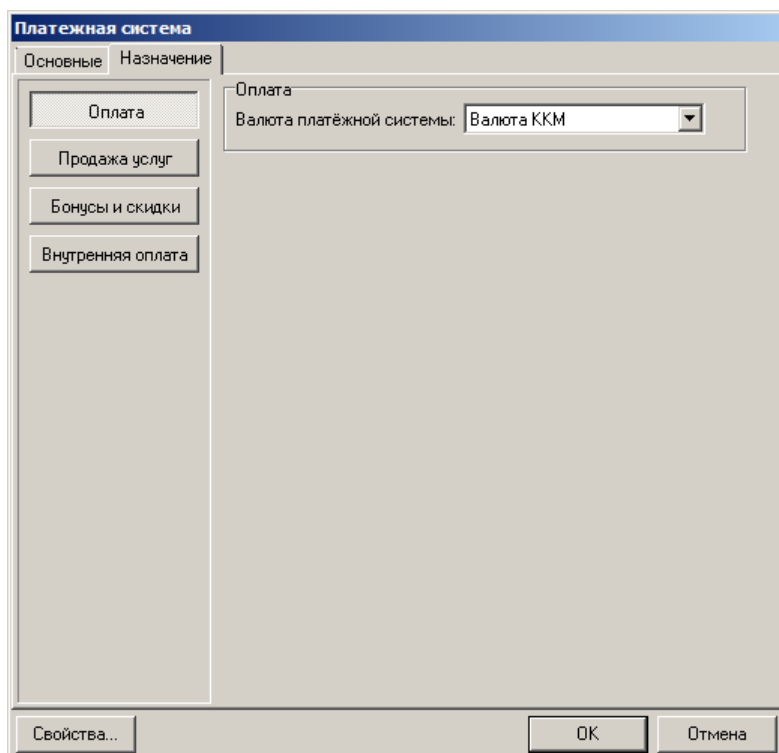 Платежная система
Основные Назначение
Оплата
Продажа услуг
Бонусы и скидки
Внутренняя оплата
Оплата
Валюта платёжной системы: Валюта ККМ
Свойства... OK Отмена